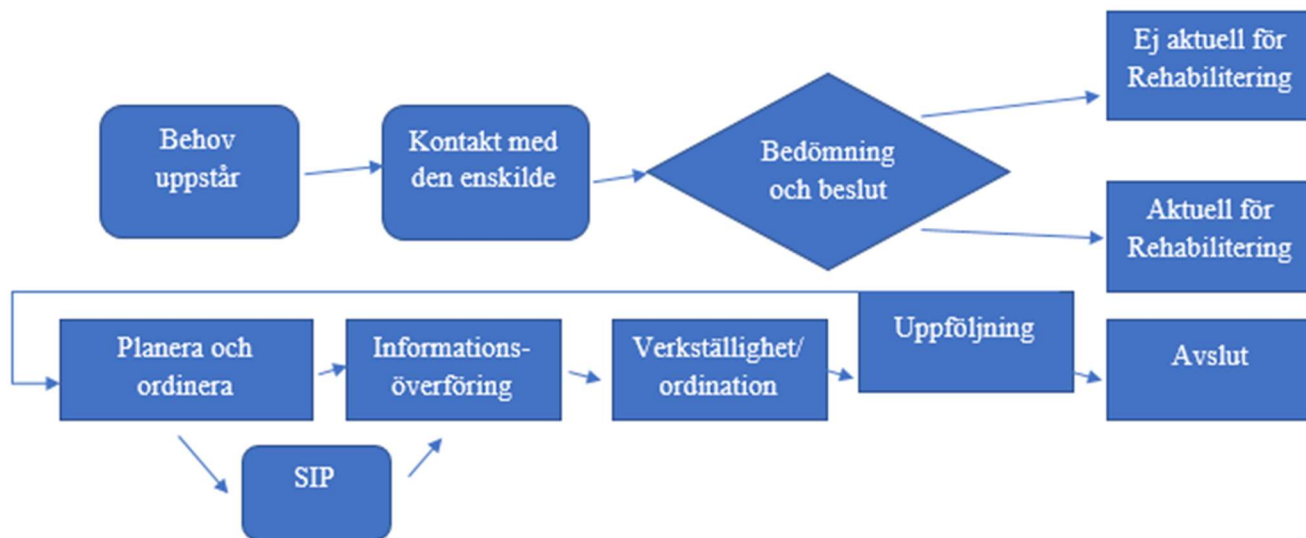 Behov
uppstår
Kontakt med
den enskilde
Bedömning
och beslut
Ej aktuell för
Rehabilitering
Aktuell för
Rehabilitering
Planera och
ordinera
Informations-
överföring
Verkställighet/
ordination
Uppföljning
Avslut
SIP